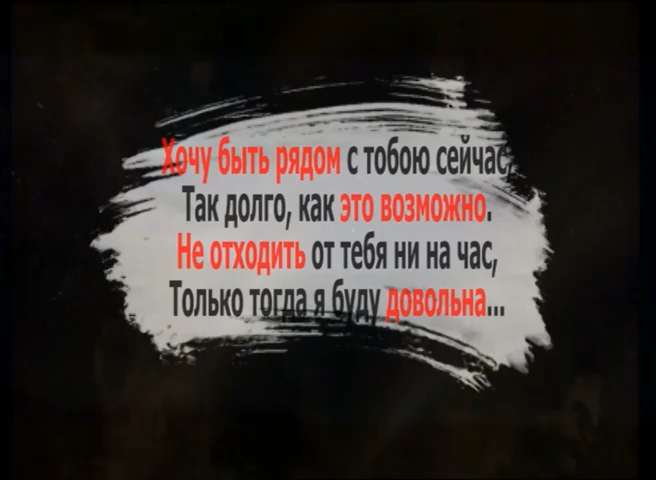 Хочу быть рядом с тобою сейчас,
Так долго, как это возможно.
Не отходить от тебя ни на час,
Только тогда я буду довольна...